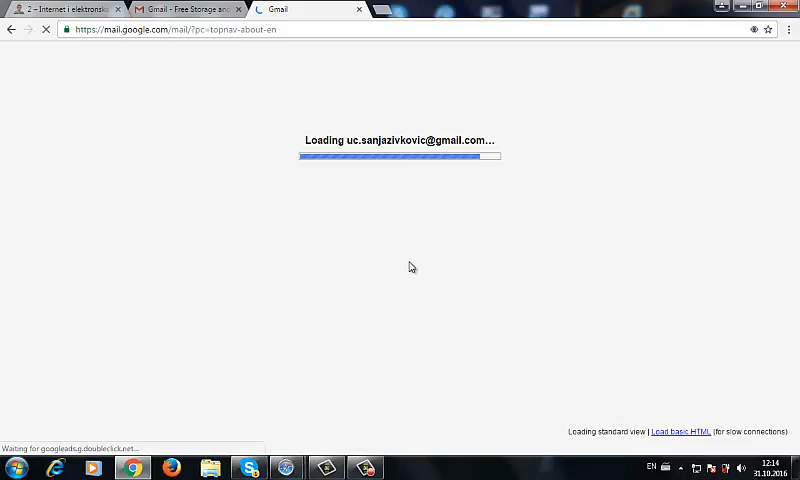 2 – Internet i elektronska
Gmail - Free Storage and
Gmail
https://mail.google.com/mail/?pc=topnav-about-en
Loading uc.sanjazivkovic@gmail.com...
Loading standard view | Load basic HTML (for slow connections)
Waiting for googleads.g.doubleclick.net...
EN
12:14
31.10.2016